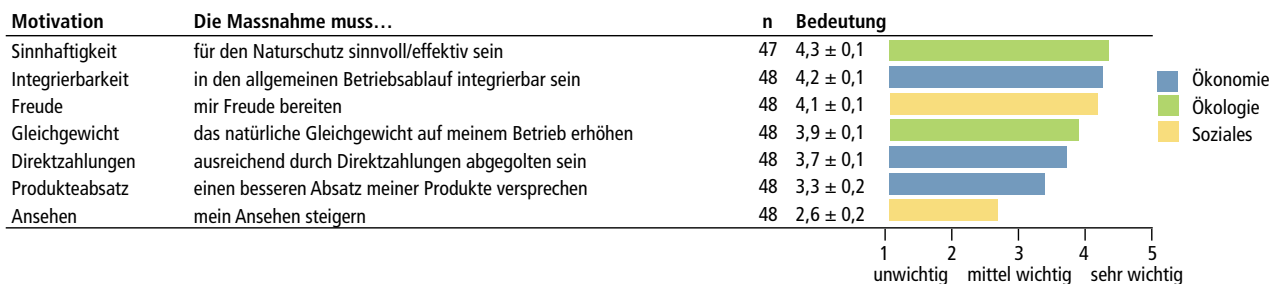 Motivation Die Massnahme muss… n Bedeutung
Sinnhaftigkeit für den Naturschutz sinnvoll/effektiv sein 47 4,3 ± 0,1
Integrierbarkeit in den allgemeinen Betriebsablauf integrierbar sein 48 4,2 ± 0,1
Freude mir Freude bereiten 48 4,1 ± 0,1
Gleichgewicht das natürliche Gleichgewicht auf meinem Betrieb erhöhen 48 3,9 ± 0,1
Direktzahlungen ausreichend durch Direktzahlungen abgegolten sein 48 3,7 ± 0,1
Produkteabsatz einen besseren Absatz meiner Produkte versprechen 48 3,3 ± 0,2
Ansehen mein Ansehen steigern 48 2,6 ± 0,2
Ökonomie
Ökologie
Soziales
1 2 3 4 5
unwichtig mittel wichtig sehr wichtig